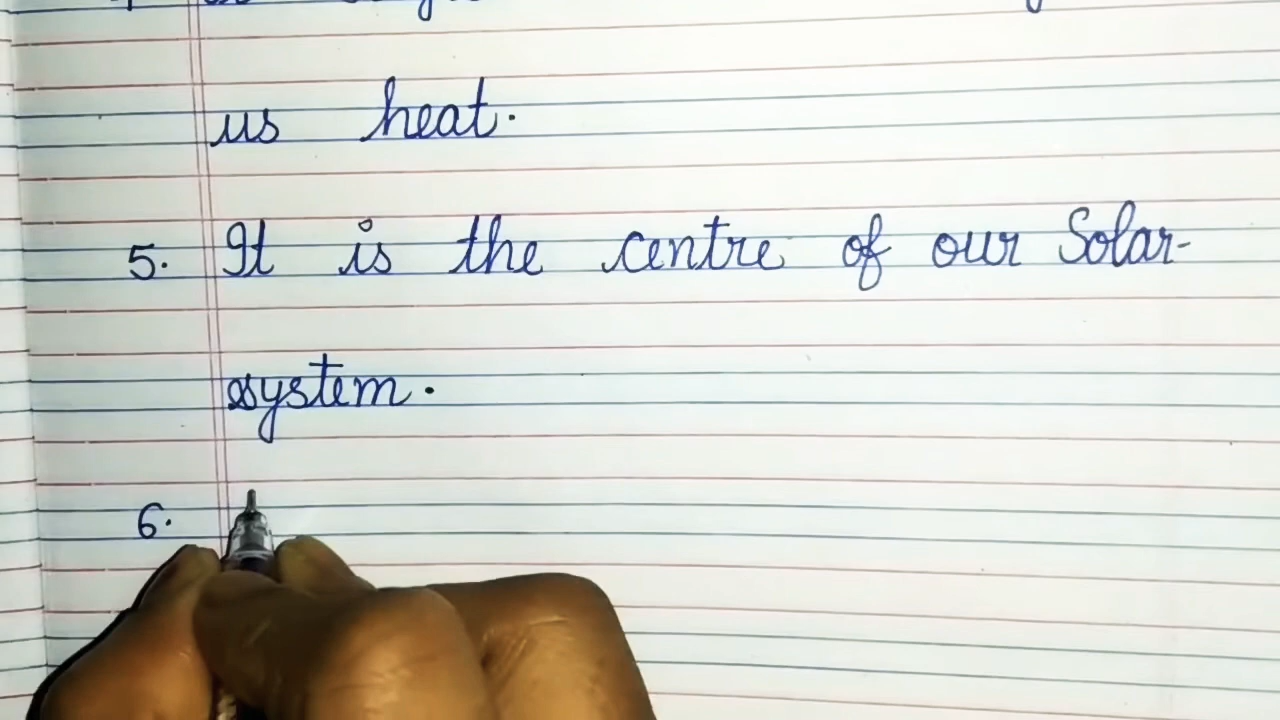 us heat.
5. It is the centre of our Solar-
system.
6.